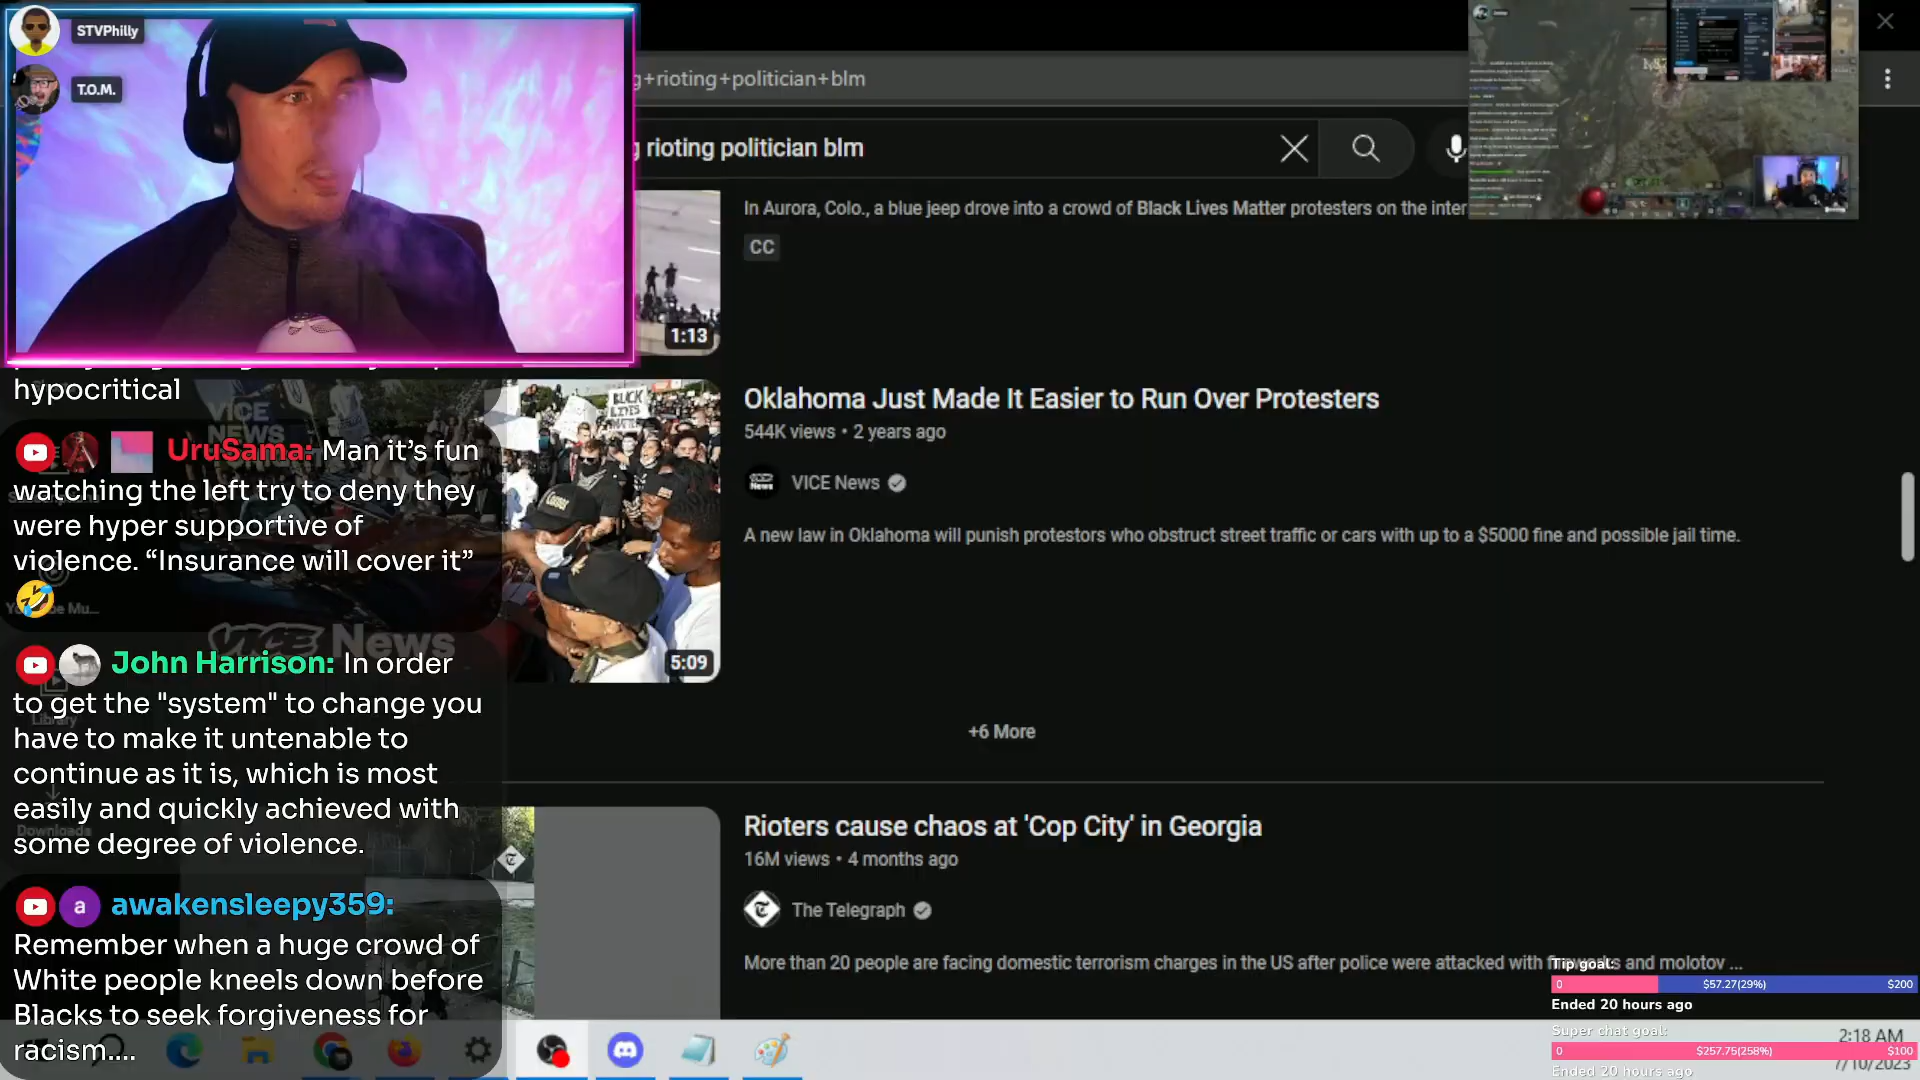 STVPhilly
T.O.M.
g+rioting+politician+blm
g rioting politician blm
In Aurora, Colo., a blue jeep drove into a crowd of Black Lives Matter protesters on the inter
CC
1:13
hypocritical
VICE
NEWS
BLACK
LIVES
MATTER
Oklahoma Just Made It Easier to Run Over Protesters
544K views • 2 years ago
VICE News
A new law in Oklahoma will punish protestors who obstruct street traffic or cars with up to a $5000 fine and possible jail time.
5:09
UruSama: Man it’s fun
watching the left try to deny they
were hyper supportive of
violence. “Insurance will cover it”
🤣
VICE News
John Harrison: In order
to get the "system" to change you
have to make it untenable to
continue as it is, which is most
easily and quickly achieved with
some degree of violence.
Library
Downloads
+6 More
Rioters cause chaos at 'Cop City' in Georgia
16M views • 4 months ago
The Telegraph
More than 20 people are facing domestic terrorism charges in the US after police were attacked with and molotov ...
a awakensleepy359:
Remember when a huge crowd of
White people kneels down before
Blacks to seek forgiveness for
racism....
Tip goal:
0 $57.27(29%) $200
Ended 20 hours ago
Super chat goal:
0 $257.75(258%) $100
Ended 20 hours ago
2:18 AM
7/10/2023